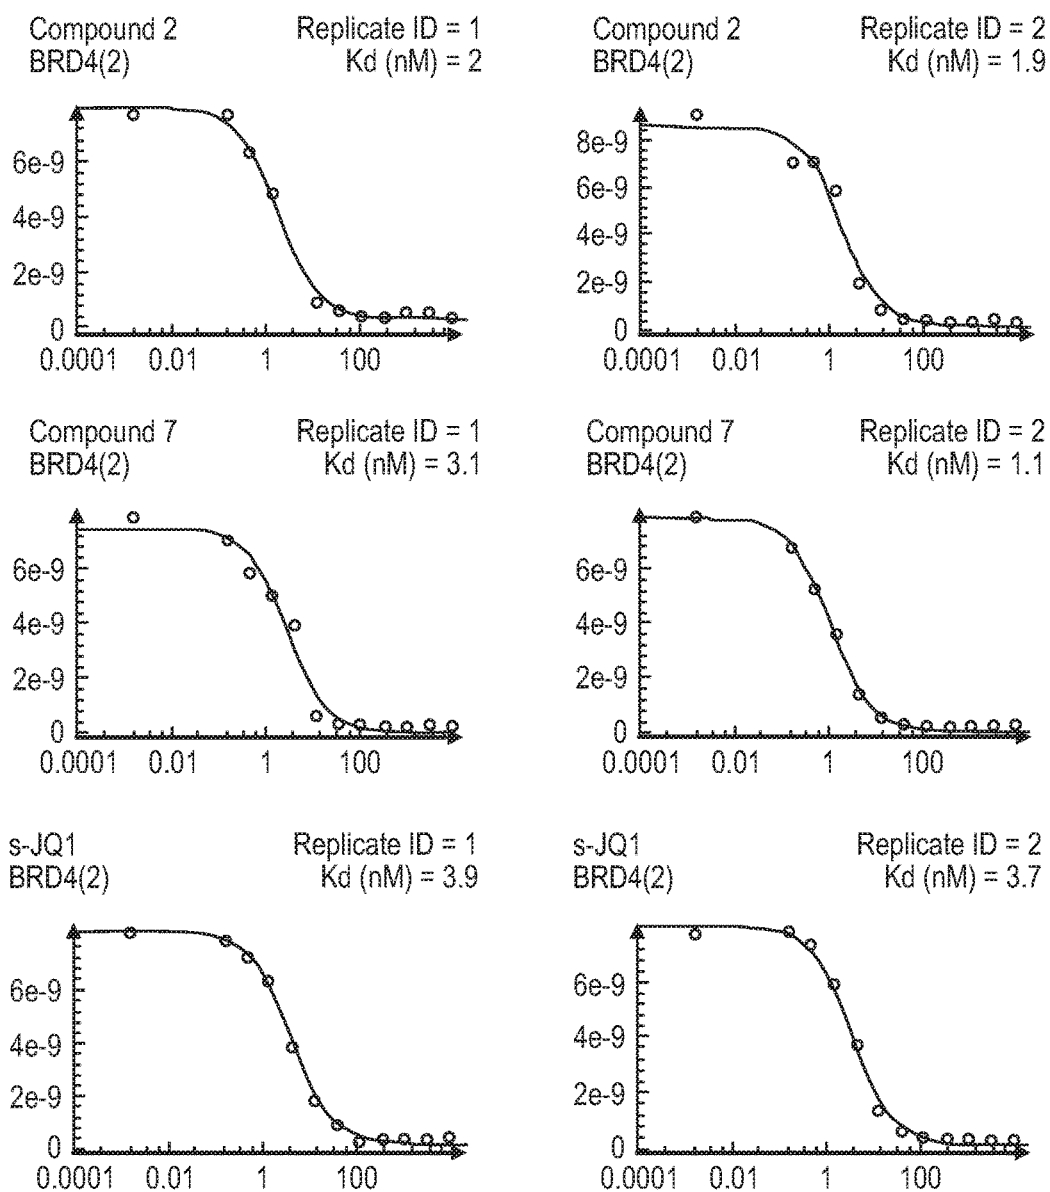 Compound 2 Replicate ID = 1
BRD4(2) Kd (nM) = 2
6e-9
4e-9
2e-9
0
0.0001 0.01 1 100
Compound 2 Replicate ID = 2
BRD4(2) Kd (nM) = 1.9
8e-9
6e-9
4e-9
2e-9
0
0.0001 0.01 1 100
Compound 7 Replicate ID = 1
BRD4(2) Kd (nM) = 3.1
6e-9
4e-9
2e-9
0
0.0001 0.01 1 100
Compound 7 Replicate ID = 2
BRD4(2) Kd (nM) = 1.1
6e-9
4e-9
2e-9
0
0.0001 0.01 1 100
s-JQ1 Replicate ID = 1
BRD4(2) Kd (nM) = 3.9
6e-9
4e-9
2e-9
0
0.0001 0.01 1 100
s-JQ1 Replicate ID = 2
BRD4(2) Kd (nM) = 3.7
6e-9
4e-9
2e-9
0
0.0001 0.01 1 100